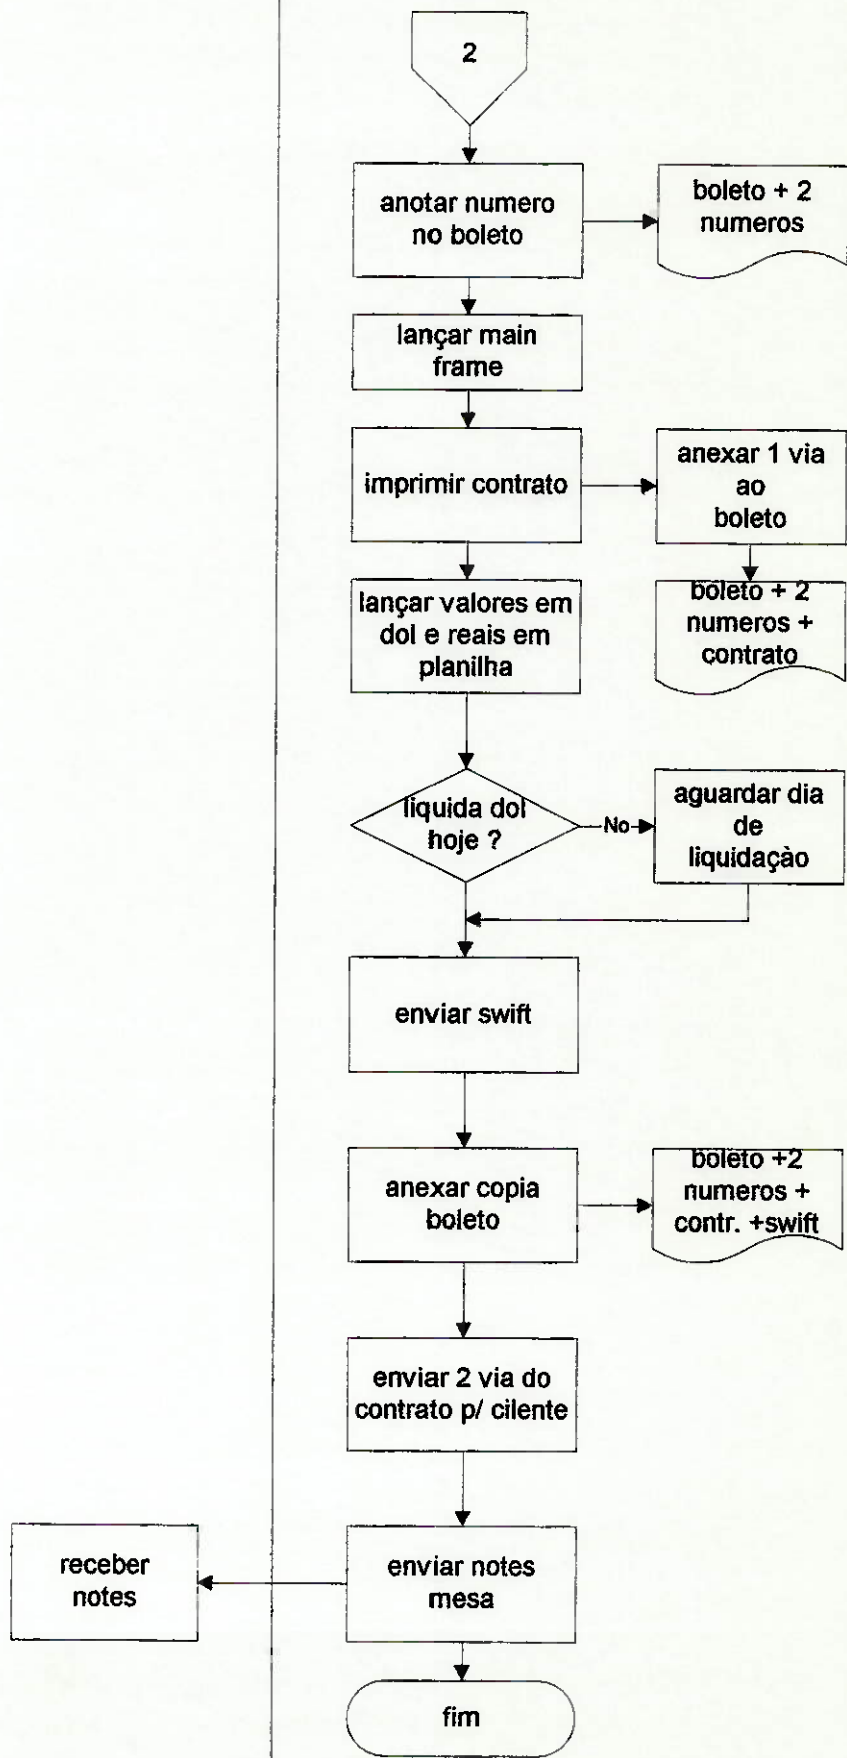 2
anotar numero
no boleto
boleto + 2
numeros
lançar main
frame
imprimir contrato
anexar 1 via
ao
boleto
lançar valores em
dol e reais em
planilha
boleto + 2
numeros +
contrato
liquida dol
hoje ?
No
aguardar dia
de
liquidação
enviar swift
anexar copia
boleto
boleto +2
numeros +
contr. +swift
enviar 2 via do
contrato p/ cilente
receber
notes
enviar notes
mesa
fim